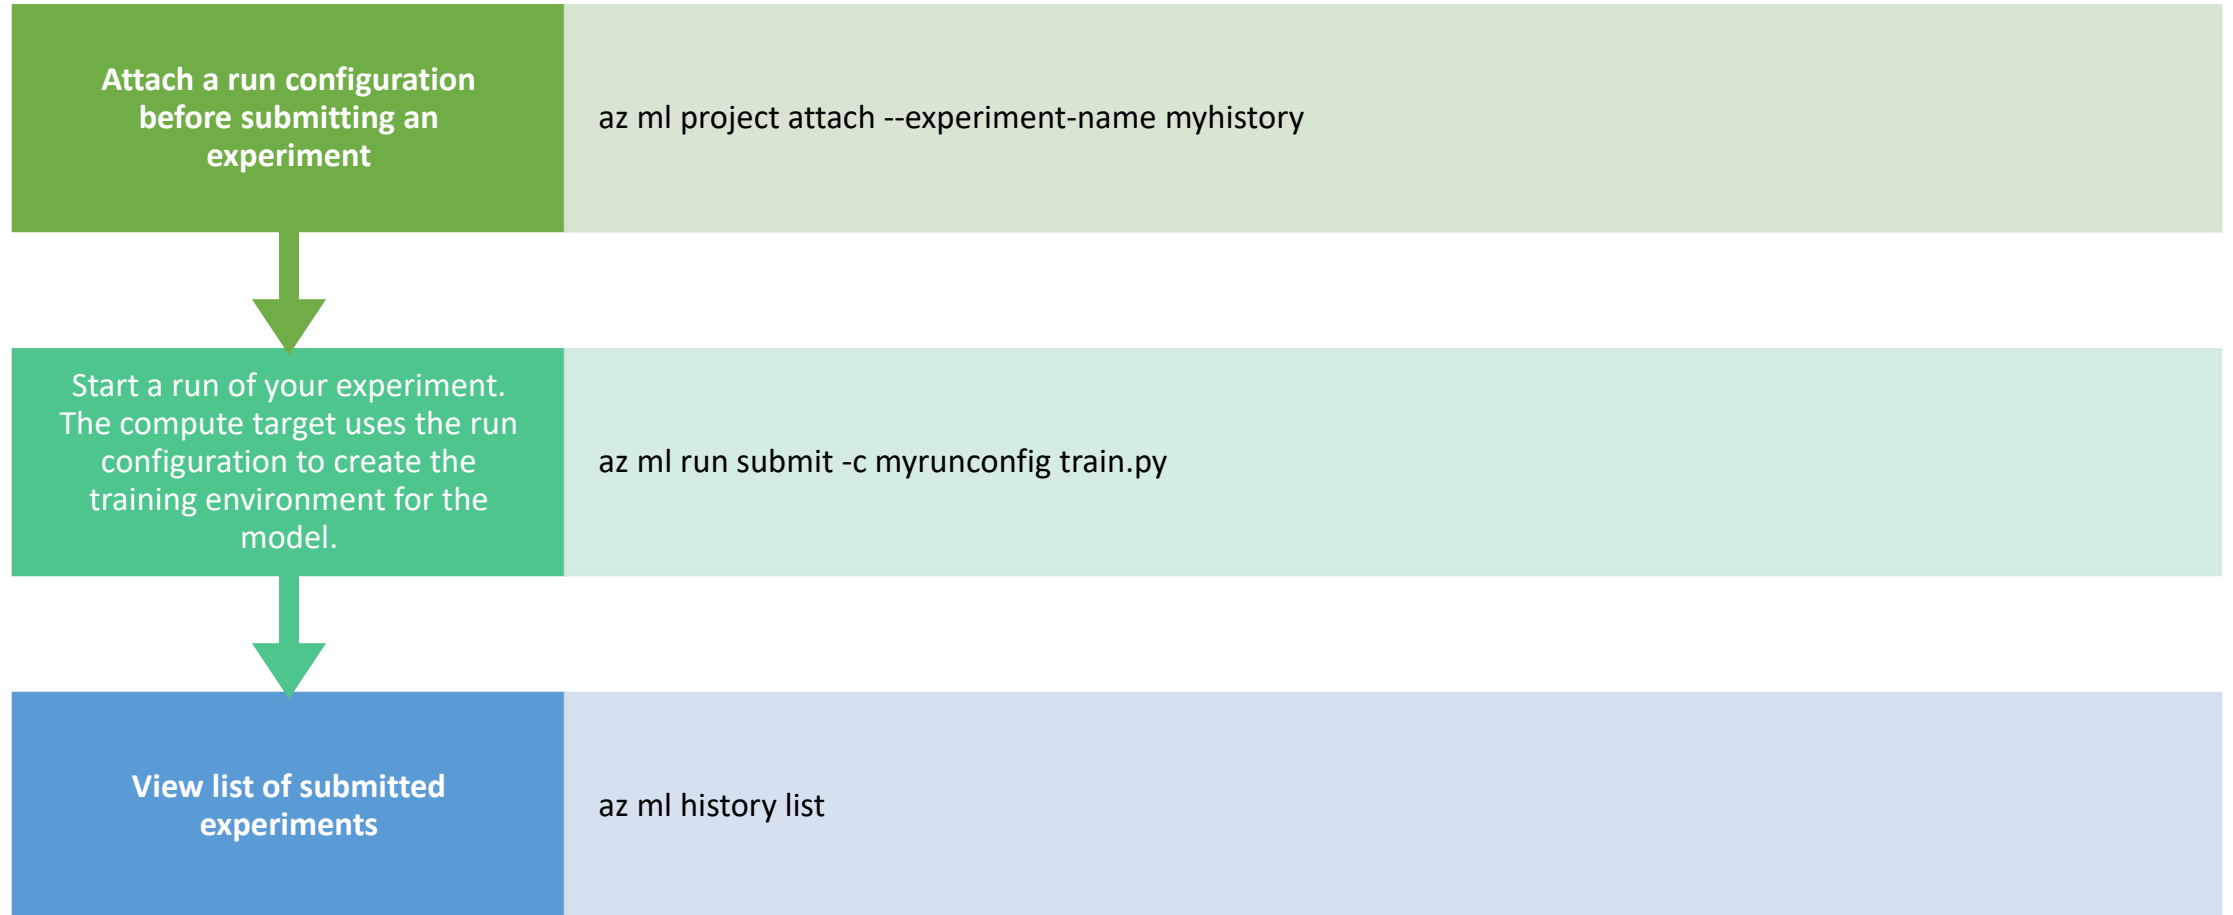 Attach a run configuration
before submitting an
experiment
az ml project attach --experiment-name myhistory
Start a run of your experiment.
The compute target uses the run
configuration to create the
training environment for the
model.
az ml run submit -c myrunconfig train.py
View list of submitted
experiments
az ml history list